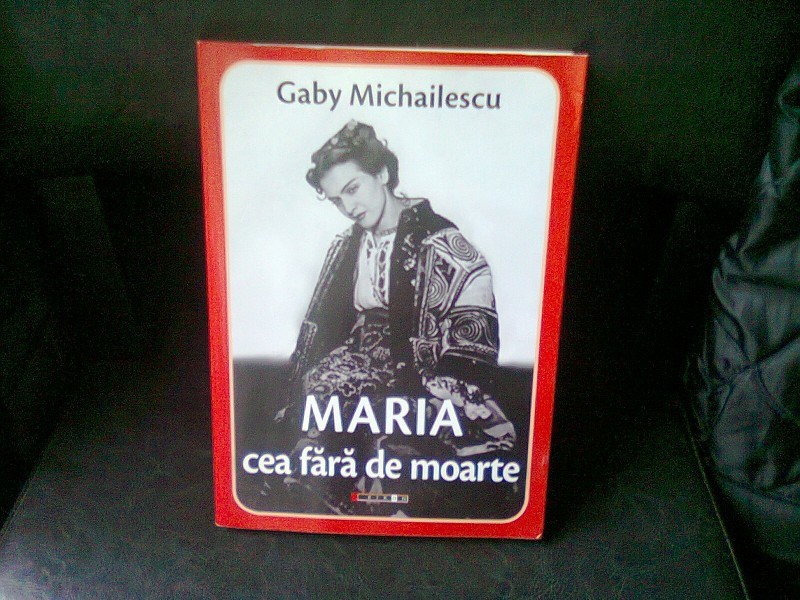 Gaby Michailescu
MARIA
cea fără de moarte